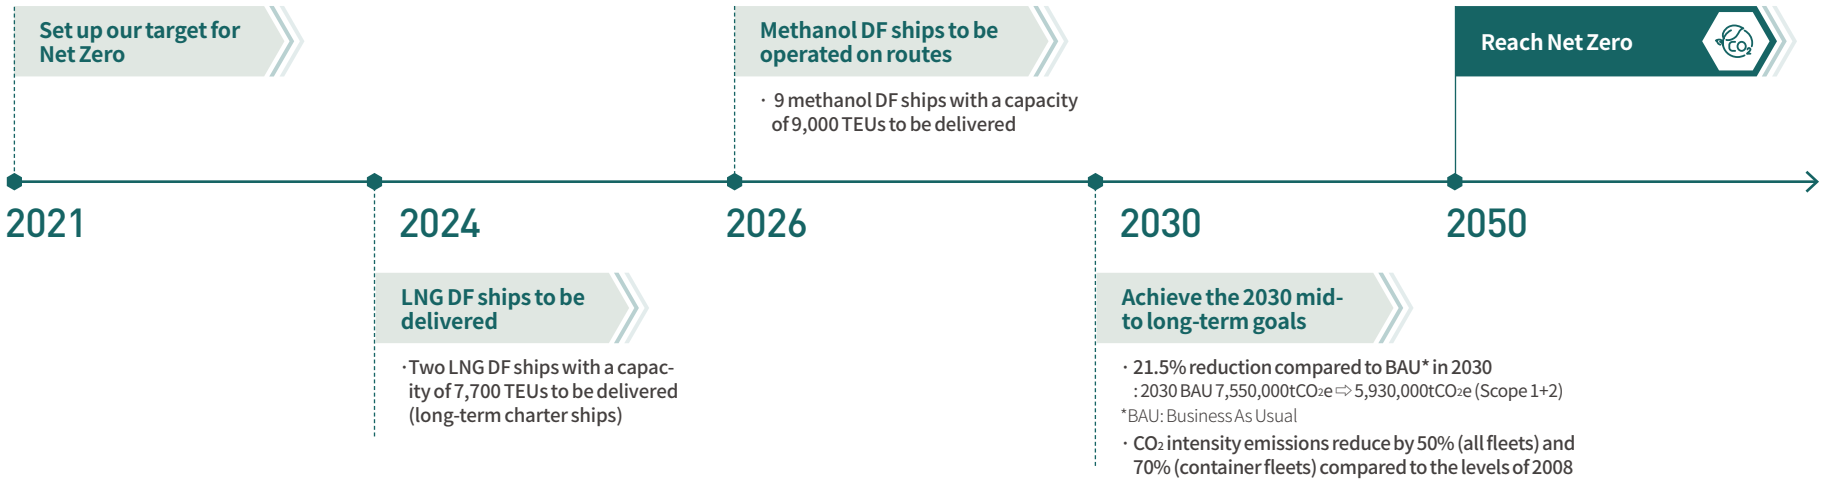 Set up our target for
Net Zero
2021
2024
LNG DF ships to be
delivered
·Two LNG DF ships with a capac-
ity of 7,700 TEUs to be delivered
(long-term charter ships)
Methanol DF ships to be
operated on routes
· 9 methanol DF ships with a capacity
of 9,000 TEUs to be delivered
2026
2030
Achieve the 2030 mid-
to long-term goals
· 21.5% reduction compared to BAU* in 2030
: 2030 BAU 7,550,000tCO₂e ⇨ 5,930,000tCO₂e (Scope 1+2)
*BAU: Business As Usual
· CO₂ intensity emissions reduce by 50% (all fleets) and
70% (container fleets) compared to the levels of 2008
Reach Net Zero
CO₂
2050